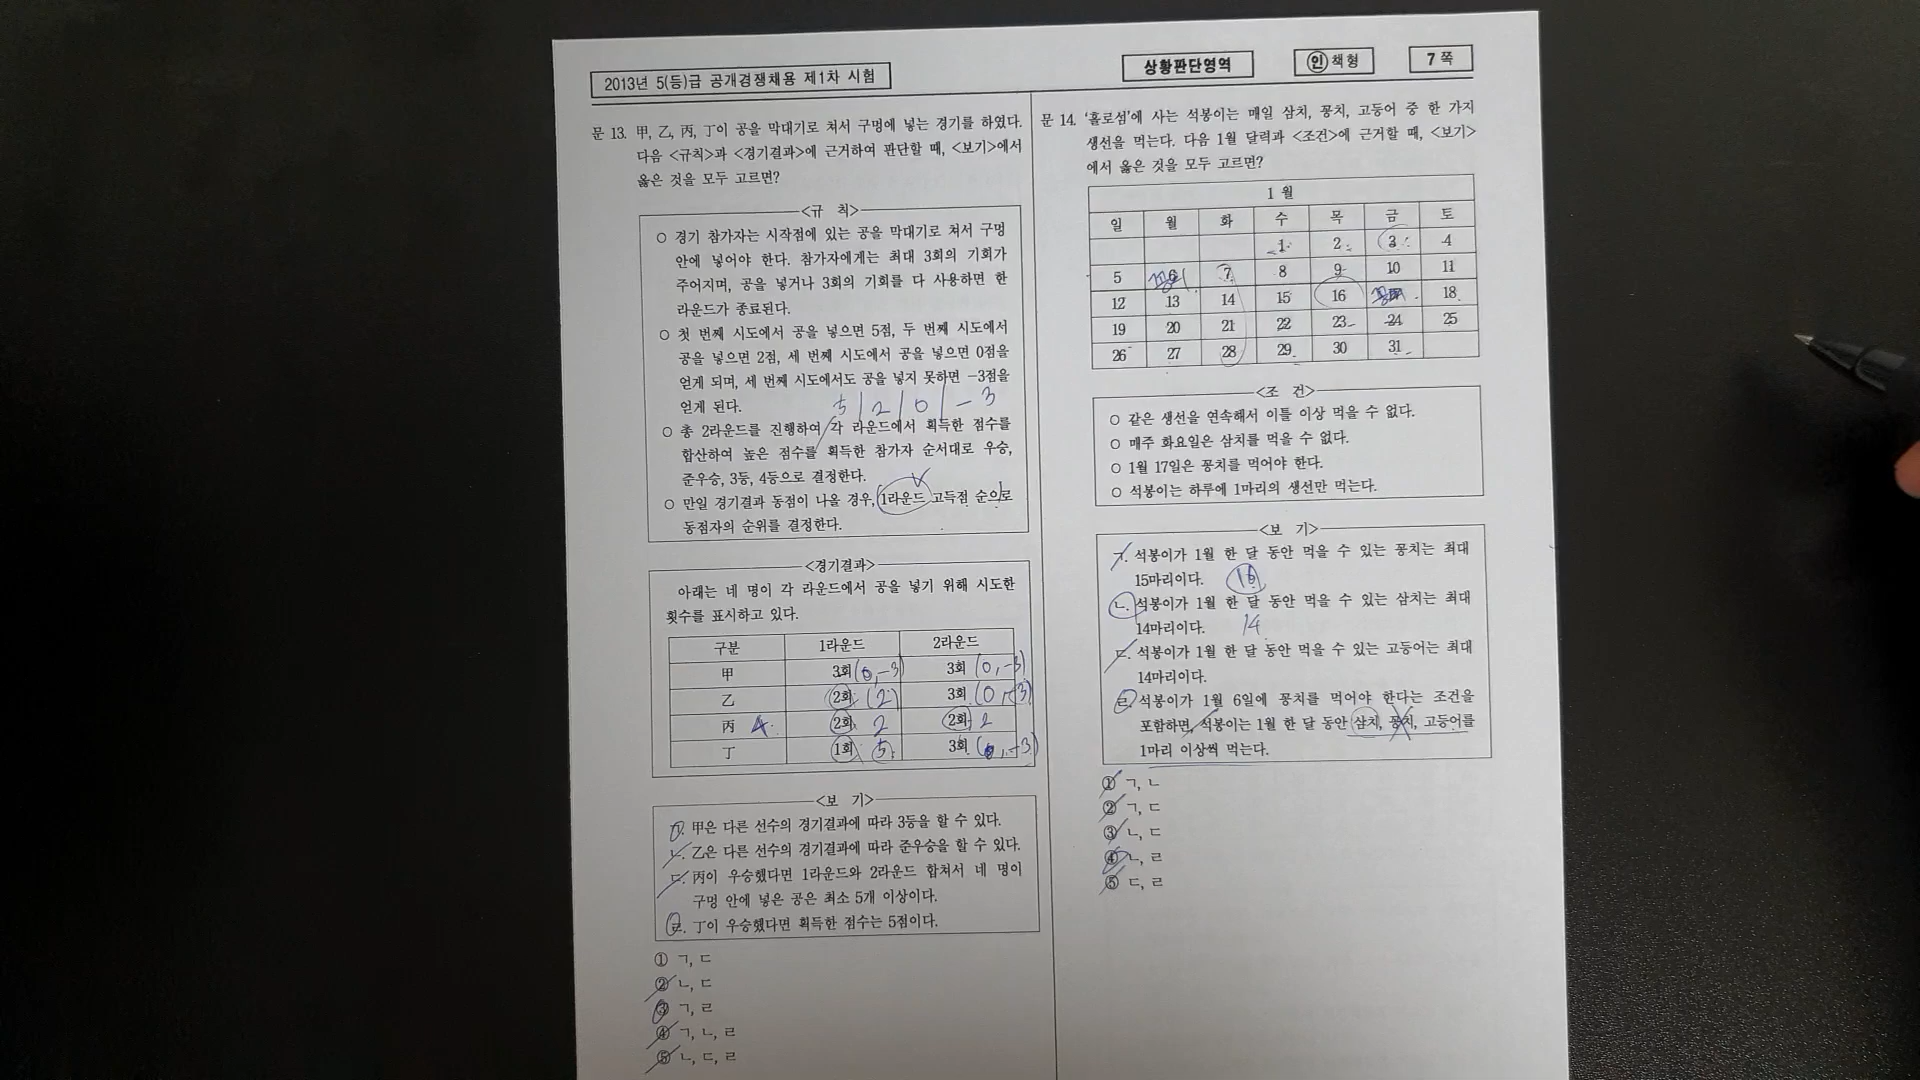 2013년 5(등)급 공개경쟁채용 제1차 시험
상황판단영역
인 책형
7 쪽
문 13. 甲, 乙, 丙, 丁이 공을 막대기로 쳐서 구멍에 넣는 경기를 하였다.
다음 <규칙>과 <경기결과>에 근거하여 판단할 때, <보기>에서
옳은 것을 모두 고르면?
<규 칙>
○ 경기 참가자는 시작점에 있는 공을 막대기로 쳐서 구멍
안에 넣어야 한다. 참가자에게는 최대 3회의 기회가
주어지며, 공을 넣거나 3회의 기회를 다 사용하면 한
라운드가 종료된다.
○ 첫 번째 시도에서 공을 넣으면 5점, 두 번째 시도에서
공을 넣으면 2점, 세 번째 시도에서 공을 넣으면 0점을
얻게 되며, 세 번째 시도에서도 공을 넣지 못하면 -3점을
얻게 된다.
5 / 2 / 0 / -3
○ 총 2라운드를 진행하여 각 라운드에서 획득한 점수를
합산하여 높은 점수를 획득한 참가자 순서대로 우승,
준우승, 3등, 4등으로 결정한다.
○ 만일 경기결과 동점이 나올 경우, 1라운드 고득점 순으로
동점자의 순위를 결정한다.
<경기결과>
아래는 네 명이 각 라운드에서 공을 넣기 위해 시도한
횟수를 표시하고 있다.
구분 1라운드 2라운드
甲 3회 (0, -3) 3회 (0, -3)
乙 2회 (2) 3회 (0, -3)
丙 4 2회 2 2회 2
丁 1회 5 3회 (0, -3)
<보 기>
ㄱ. 甲은 다른 선수의 경기결과에 따라 3등을 할 수 있다.
ㄴ. 乙은 다른 선수의 경기결과에 따라 준우승을 할 수 있다.
ㄷ. 丙이 우승했다면 1라운드와 2라운드 합쳐서 네 명이
구멍 안에 넣은 공은 최소 5개 이상이다.
ㄹ. 丁이 우승했다면 획득한 점수는 5점이다.
① ㄱ, ㄷ
② ㄴ, ㄷ
③ ㄱ, ㄹ
④ ㄱ, ㄴ, ㄹ
⑤ ㄴ, ㄷ, ㄹ
문 14. '홀로섬'에 사는 석봉이는 매일 삼치, 꽁치, 고등어 중 한 가지
생선을 먹는다. 다음 1월 달력과 <조건>에 근거할 때, <보기>
에서 옳은 것을 모두 고르면?
1 월
일 월 화 수 목 금 토
1 2 3 4
5 6 7 8 9 10 11
12 13 14 15 16 18
19 20 21 22 23 24 25
26 27 28 29 30 31
<조 건>
○ 같은 생선을 연속해서 이틀 이상 먹을 수 없다.
○ 매주 화요일은 삼치를 먹을 수 없다.
○ 1월 17일은 꽁치를 먹어야 한다.
○ 석봉이는 하루에 1마리의 생선만 먹는다.
<보 기>
ㄱ. 석봉이가 1월 한 달 동안 먹을 수 있는 꽁치는 최대
15마리이다. 16
ㄴ. 석봉이가 1월 한 달 동안 먹을 수 있는 삼치는 최대
14마리이다. 14
ㄷ. 석봉이가 1월 한 달 동안 먹을 수 있는 고등어는 최대
14마리이다.
ㄹ. 석봉이가 1월 6일에 꽁치를 먹어야 한다는 조건을
포함하면, 석봉이는 1월 한 달 동안 삼치, 꽁치, 고등어를
1마리 이상씩 먹는다.
① ㄱ, ㄴ
② ㄱ, ㄷ
③ ㄴ, ㄷ
④ ㄴ, ㄹ
⑤ ㄷ, ㄹ